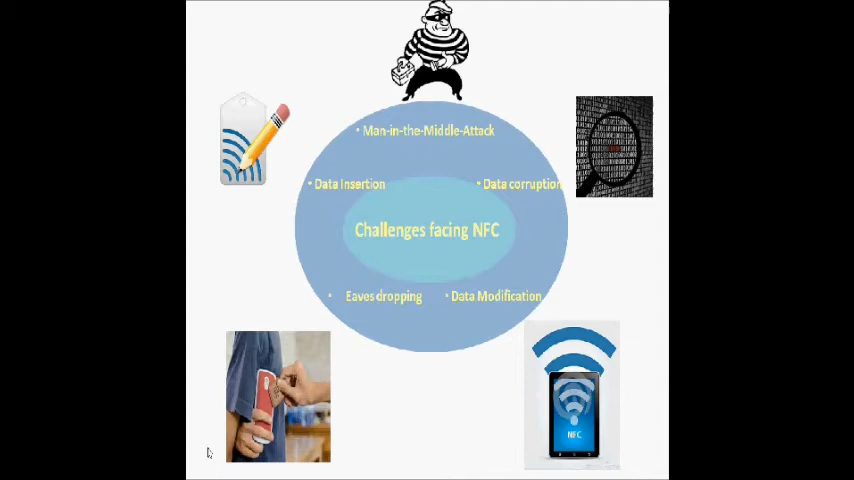 • Man-in-the-Middle-Attack
• Data Insertion
• Data corruption
Challenges facing NFC
• Eaves dropping
• Data Modification
NFC